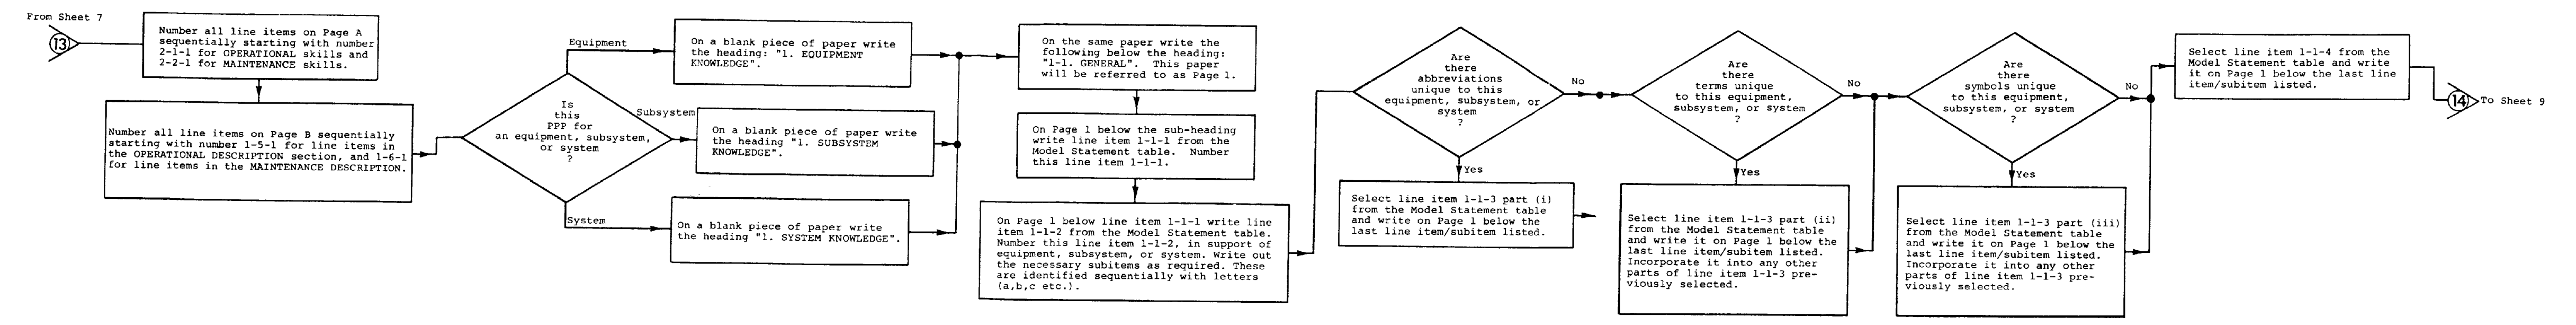 From Sheet 7
13
Number all line items on Page A
sequentially starting with number
2-1-1 for OPERATIONAL skills and
2-2-1 for MAINTENANCE skills.
Number all line items on Page B sequentially
starting with number 1-5-1 for line items in
the OPERATIONAL DESCRIPTION section, and 1-6-1
for line items in the MAINTENANCE DESCRIPTION.
Is
this
PPP for
an equipment, subsystem,
or system
?
Equipment
Subsystem
System
On a blank piece of paper write
the heading: "1. EQUIPMENT
KNOWLEDGE".
On a blank piece of paper write
the heading "1. SUBSYSTEM
KNOWLEDGE".
On a blank piece of paper write
the heading "1. SYSTEM KNOWLEDGE".
On the same paper write the
following below the heading:
"1-1. GENERAL". This paper
will be referred to as Page 1.
On Page 1 below the sub-heading
write line item 1-1-1 from the
Model Statement table. Number
this line item 1-1-1.
On Page 1 below line item 1-1-1 write line
item 1-1-2 from the Model Statement table.
Number this line item 1-1-2, in support of
equipment, subsystem, or system. Write out
the necessary subitems as required. These
are identified sequentially with letters
(a,b,c etc.).
Are
there
abbreviations
unique to this
equipment, subsystem, or
system
?
No
Yes
Select line item 1-1-3 part (i)
from the Model Statement table
and write on Page 1 below the
last line item/subitem listed.
Are
there
terms unique
to this equipment,
subsystem, or system
?
No
Yes
Select line item 1-1-3 part (ii)
from the Model Statement table
and write it on Page 1 below the
last line item/subitem listed.
Incorporate it into any other
parts of line item 1-1-3 pre-
viously selected.
Are
there
symbols unique
to this equipment,
subsystem, or system
?
No
Yes
Select line item 1-1-3 part (iii)
from the Model Statement table
and write it on Page 1 below the
last line item/subitem listed.
Incorporate it into any other
parts of line item 1-1-3 pre-
viously selected.
Select line item 1-1-4 from the
Model Statement table and write
it on Page 1 below the last line
item/subitem listed.
14
To Sheet 9